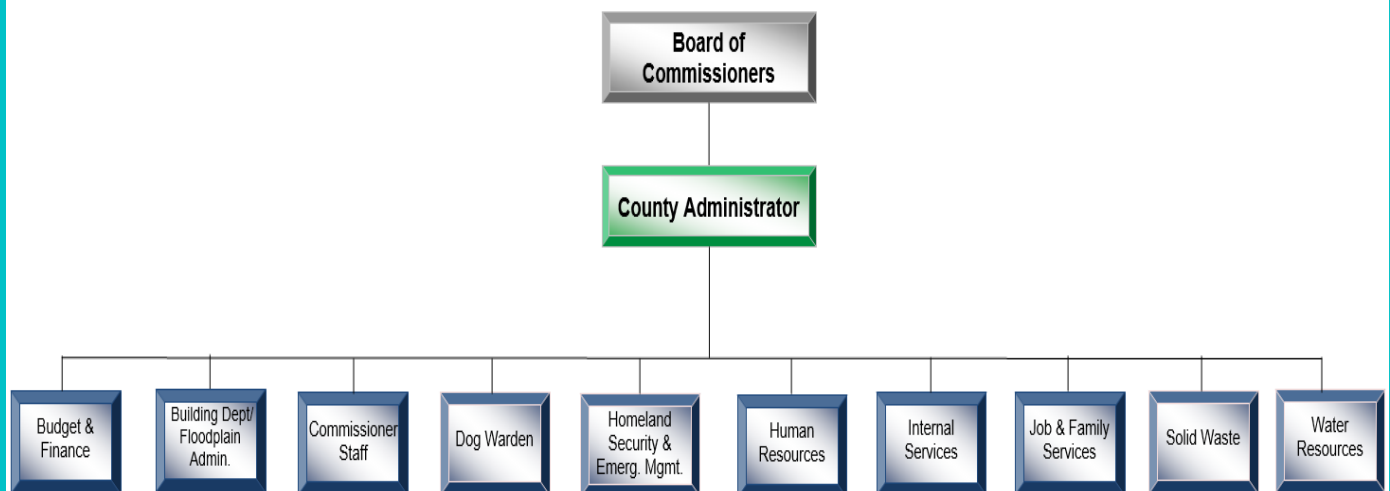 Board of
Commissioners
County Administrator
Budget &
Finance
Building Dept/
Floodplain
Admin.
Commissioner
Staff
Dog Warden
Homeland
Security &
Emerg. Mgmt.
Human
Resources
Internal
Services
Job & Family
Services
Solid Waste
Water
Resources